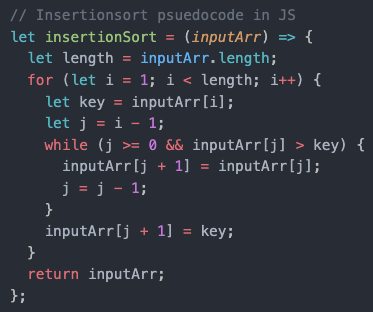 // Insertionsort psuedocode in JS
let insertionSort = (inputArr) => {
  let length = inputArr.length;
  for (let i = 1; i < length; i++) {
    let key = inputArr[i];
    let j = i - 1;
    while (j >= 0 && inputArr[j] > key) {
      inputArr[j + 1] = inputArr[j];
      j = j - 1;
    }
    inputArr[j + 1] = key;
  }
  return inputArr;
};